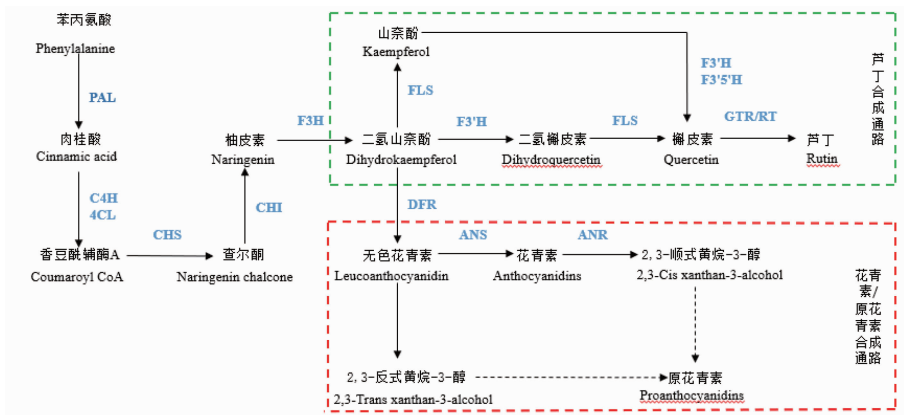 苯丙氨酸
Phenylalanine
PAL
肉桂酸
Cinnamic acid
C4H
4CL
香豆酰辅酶A
Coumaroyl CoA
CHS
查尔酮
Naringenin chalcone
CHI
柚皮素
Naringenin
F3H
山奈酚
Kaempferol
FLS
二氢山奈酚
Dihydrokaempferol
F3'H
二氢槲皮素
Dihydroquercetin
FLS
F3'H
F3'5'H
槲皮素
Quercetin
GTR/RT
芦丁
Rutin
芦丁合成通路
DFR
无色花青素
Leucoanthocyanidin
ANS
花青素
Anthocyanidins
ANR
2,3-顺式黄烷-3-醇
2,3-Cis xanthan-3-alcohol
2,3-反式黄烷-3-醇
2,3-Trans xanthan-3-alcohol
原花青素
Proanthocyanidins
花青
素/
原花
青素
合成
通路